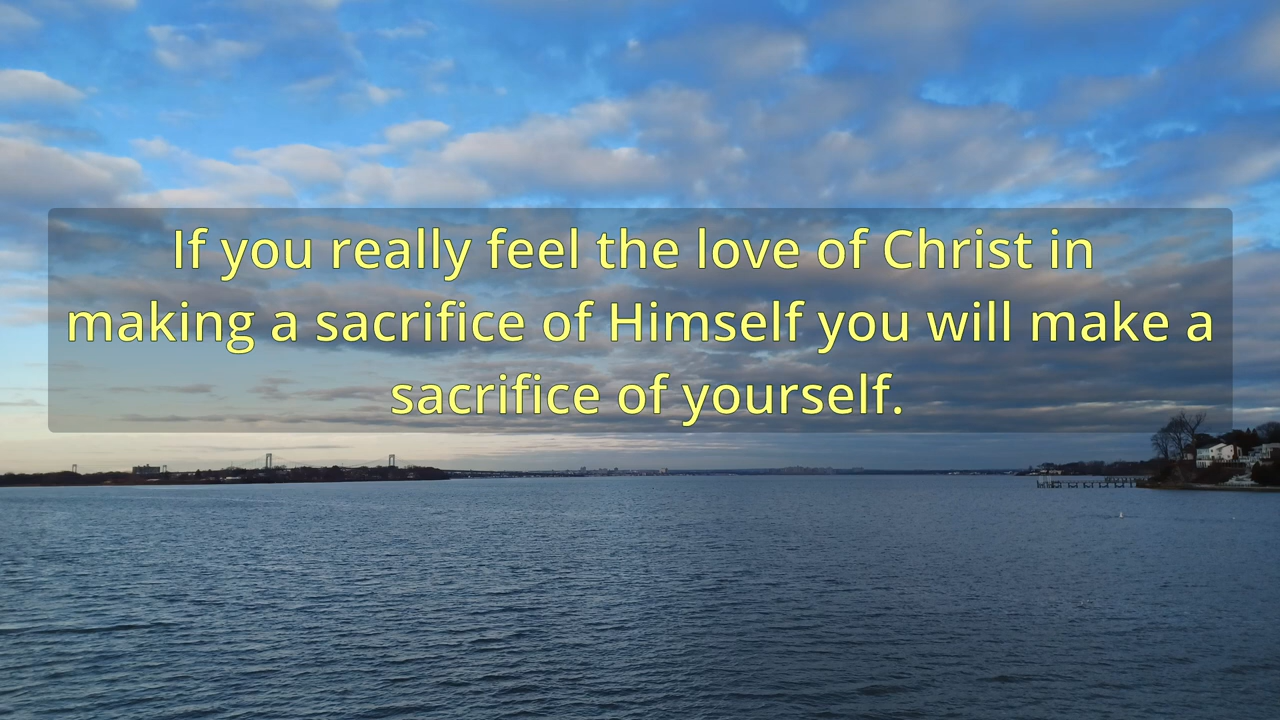 If you really feel the love of Christ in
making a sacrifice of Himself you will make a
sacrifice of yourself.